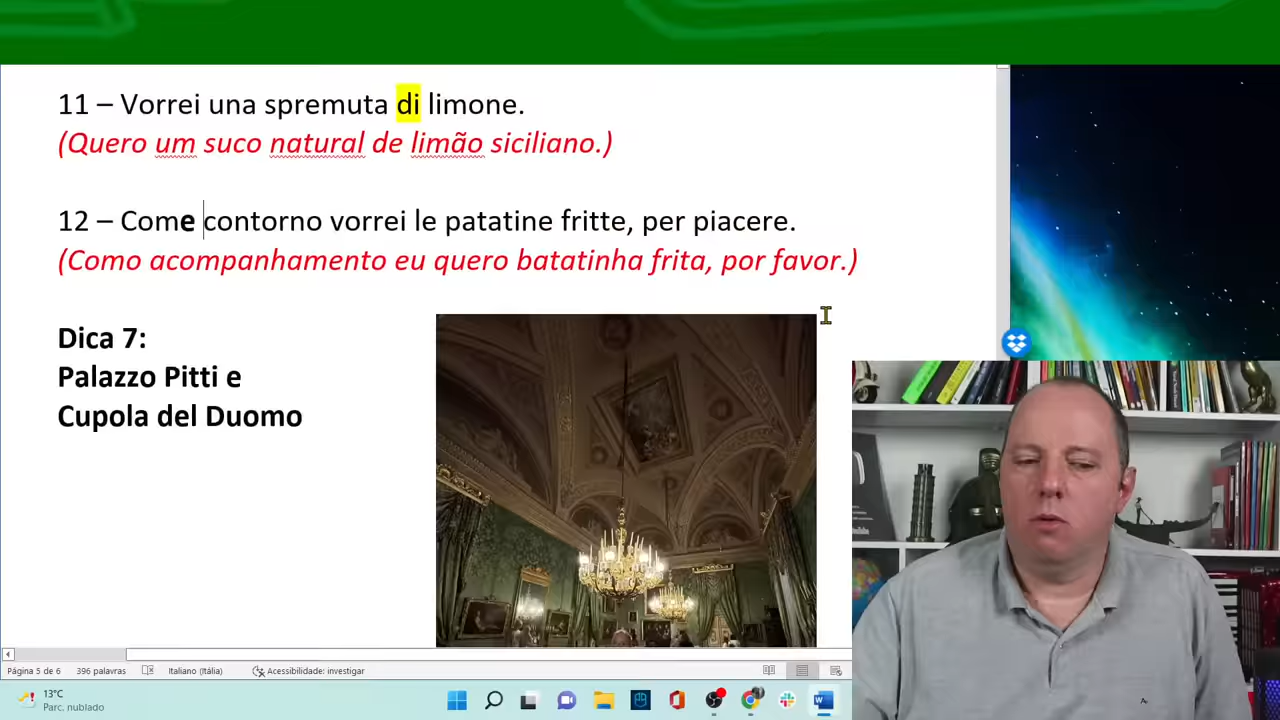 11 – Vorrei una spremuta di limone.
(Quero um suco natural de limão siciliano.)
12 – Come contorno vorrei le patatine fritte, per piacere.
(Como acompanhamento eu quero batatinha frita, por favor.)
Dica 7:
Palazzo Pitti e
Cupola del Duomo
Página 5 de 6 396 palavras Italiano (Itália) Acessibilidade: investigar
13°C
Parc. nublado